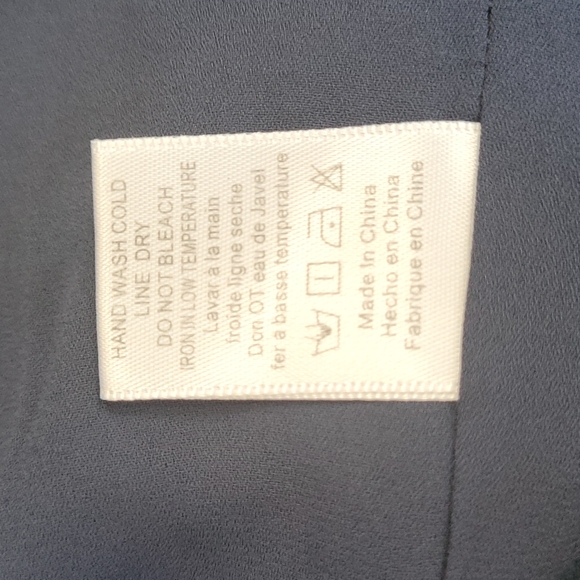 HAND WASH COLD
LINE DRY
DO NOT BLEACH
IRON IN LOW TEMPERATURE
Lavar a la main
froide ligne seche
Don OT eau de Javel
fer a basse temperature
Made In China
Hecho en China
Fabrique en Chine